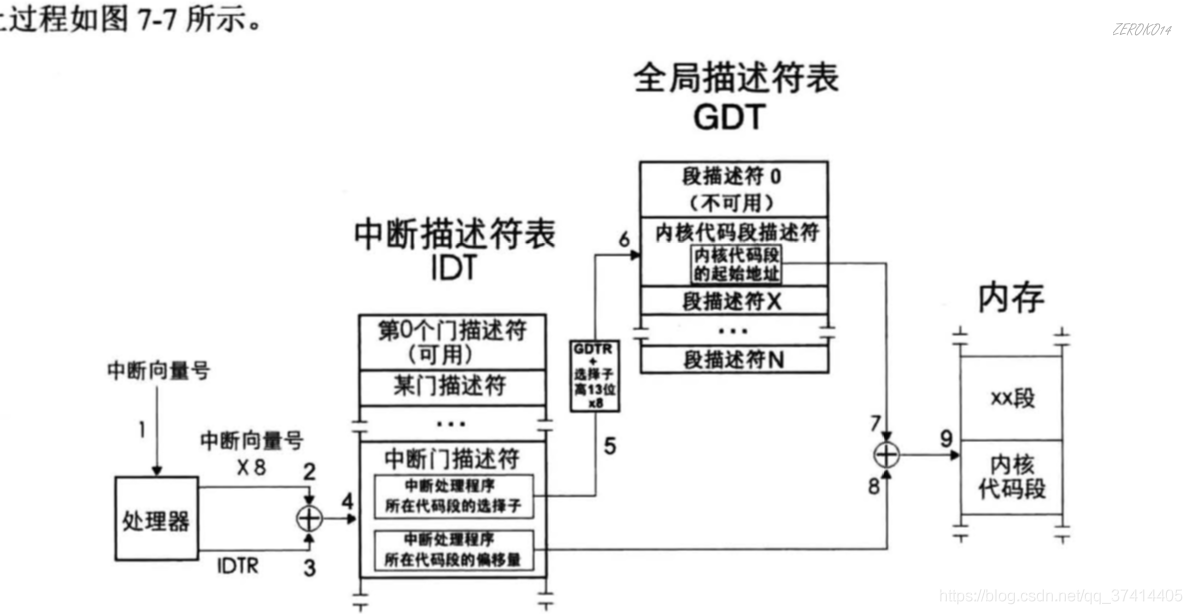 上过程如图 7-7 所示。
ZEROKO14
全局描述符表
GDT
段描述符 0
（不可用）
内核代码段描述符
内核代码段
的起始地址
段描述符X
...
段描述符N
中断描述符表
IDT
第0个门描述符
（可用）
某门描述符
...
中断门描述符
中断处理程序
所在代码段的选择子
中断处理程序
所在代码段的偏移量
中断向量号
1
中断向量号
X 8
2
处理器
IDTR
3
4
5
GDTR
+
选择子
高13位
x8
6
7
8
9
内存
xx段
内核
代码段
https://blog.csdn.net/qq_37414405